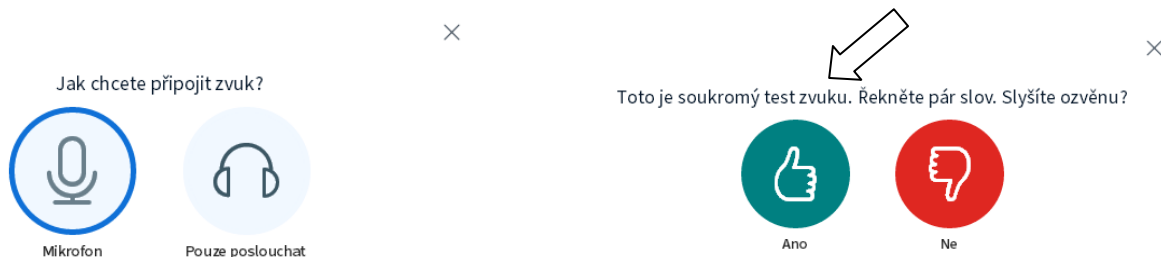 Jak chcete připojit zvuk?
Mikrofon
Pouze poslouchat
Toto je soukromý test zvuku. Řekněte pár slov. Slyšíte ozvěnu?
Ano
Ne